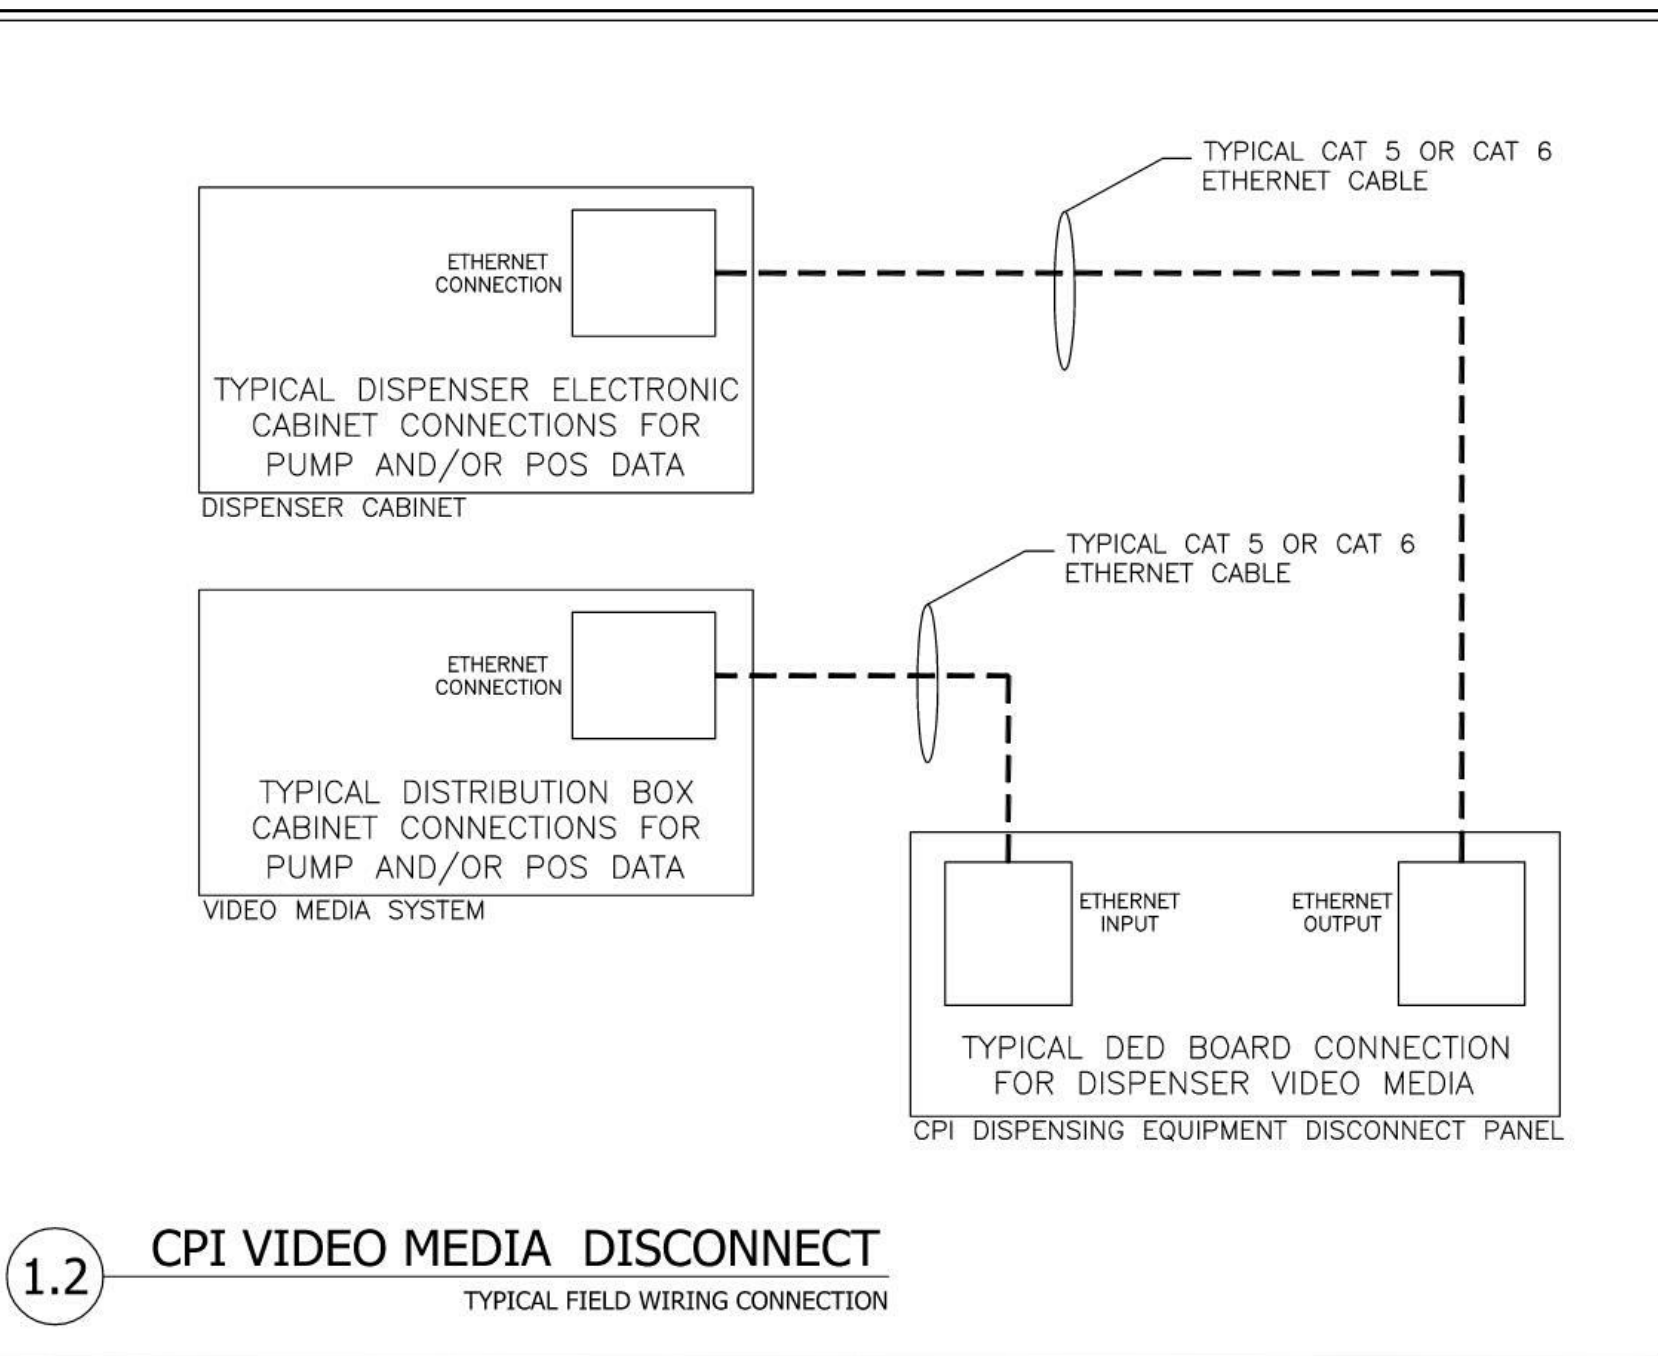 TYPICAL CAT 5 OR CAT 6
ETHERNET CABLE
ETHERNET
CONNECTION
TYPICAL DISPENSER ELECTRONIC
CABINET CONNECTIONS FOR
PUMP AND/OR POS DATA
DISPENSER CABINET
TYPICAL CAT 5 OR CAT 6
ETHERNET CABLE
ETHERNET
CONNECTION
TYPICAL DISTRIBUTION BOX
CABINET CONNECTIONS FOR
PUMP AND/OR POS DATA
VIDEO MEDIA SYSTEM
ETHERNET
INPUT
ETHERNET
OUTPUT
TYPICAL DED BOARD CONNECTION
FOR DISPENSER VIDEO MEDIA
CPI DISPENSING EQUIPMENT DISCONNECT PANEL
1.2
CPI VIDEO MEDIA DISCONNECT
TYPICAL FIELD WIRING CONNECTION